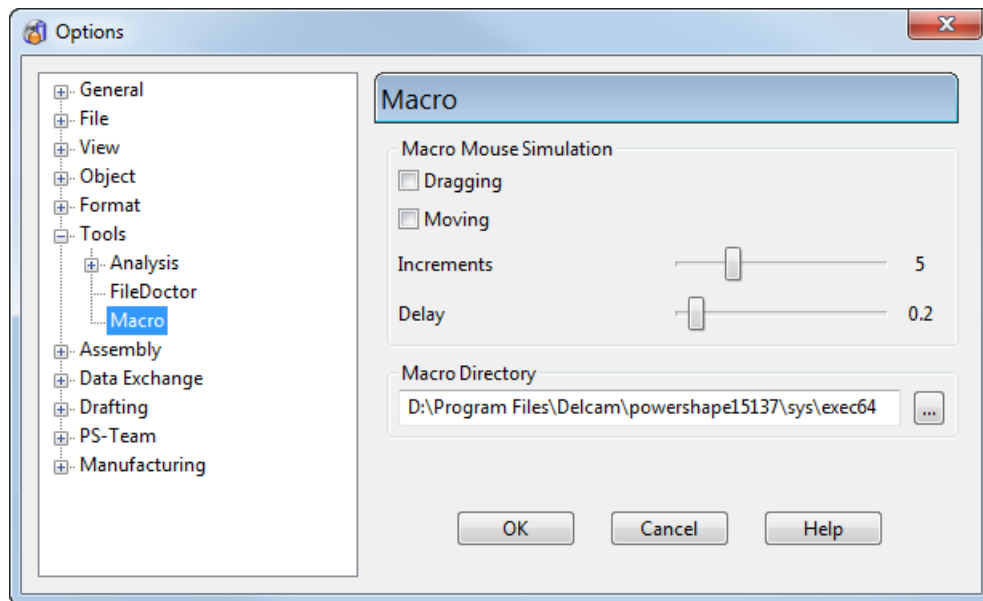 Options
General
File
View
Object
Format
Tools
Analysis
FileDoctor
Macro
Assembly
Data Exchange
Drafting
PS-Team
Manufacturing
Macro
Macro Mouse Simulation
Dragging
Moving
Increments 5
Delay 0.2
Macro Directory
D:\Program Files\Delcam\powershape15137\sys\exec64 ...
OK Cancel Help